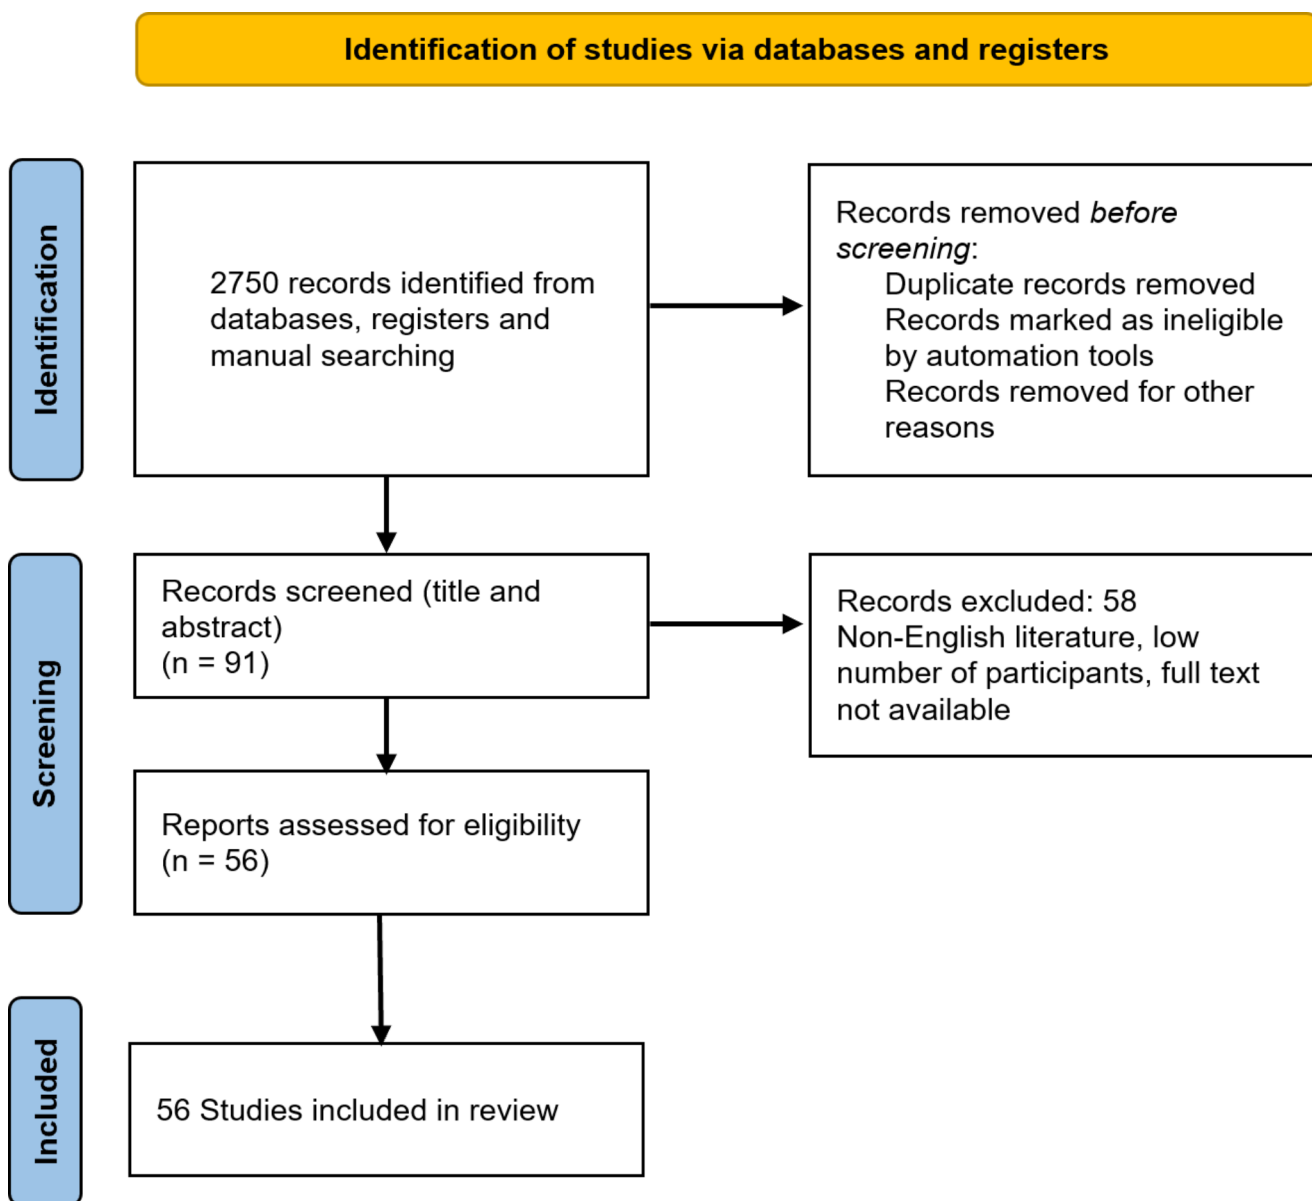 Identification of studies via databases and registers
Identification
2750 records identified from
databases, registers and
manual searching
Records removed before
screening:
Duplicate records removed
Records marked as ineligible
by automation tools
Records removed for other
reasons
Screening
Records screened (title and
abstract)
(n = 91)
Records excluded: 58
Non-English literature, low
number of participants, full text
not available
Reports assessed for eligibility
(n = 56)
Included
56 Studies included in review